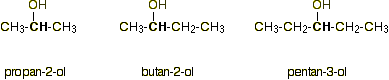 OH OH OH
CH3-CH-CH3 CH3-CH-CH2-CH3 CH3-CH2-CH-CH2-CH3
propan-2-ol butan-2-ol pentan-3-ol